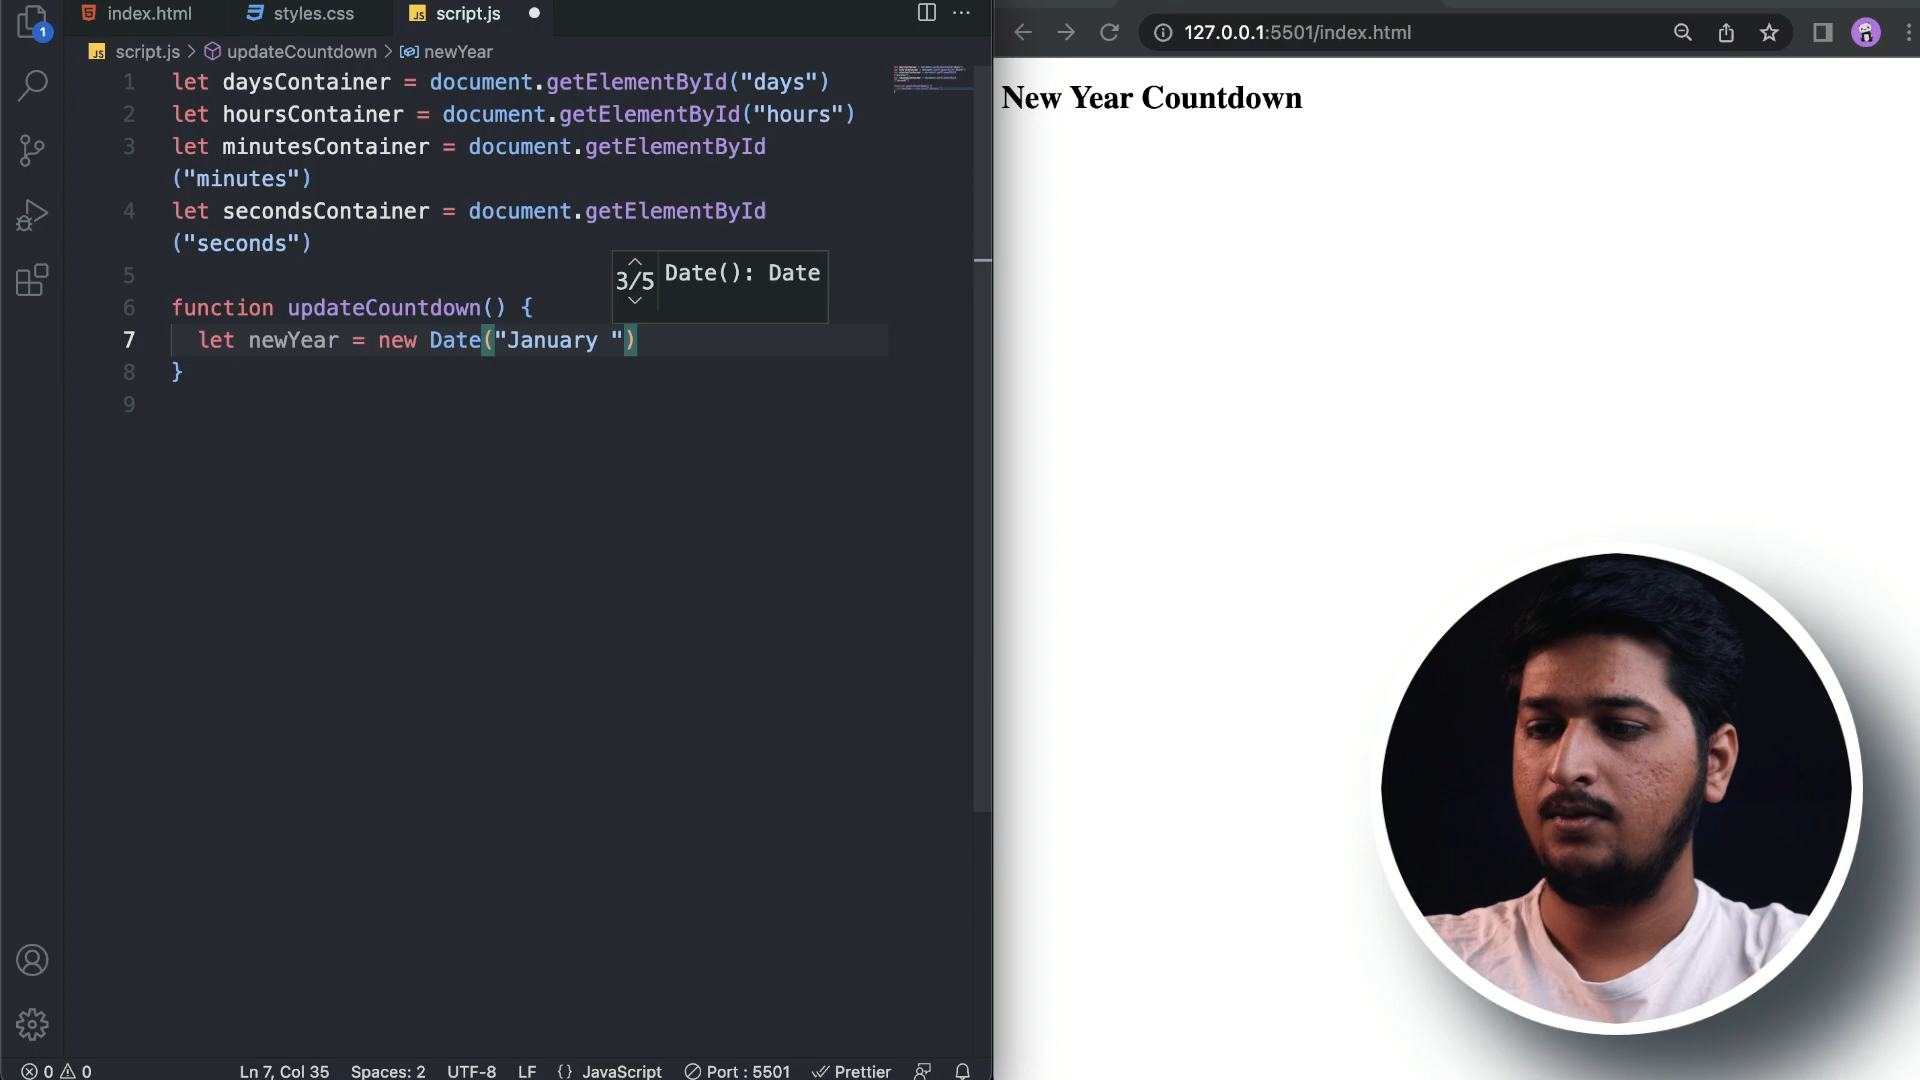 index.html
styles.css
script.js
script.js > updateCountdown > newYear
1 let daysContainer = document.getElementById("days")
2 let hoursContainer = document.getElementById("hours")
3 let minutesContainer = document.getElementById
("minutes")
4 let secondsContainer = document.getElementById
("seconds")
5
6 function updateCountdown() {
7 let newYear = new Date("January ")
8 }
9
3/5 Date(): Date
1
0 0
Ln 7, Col 35 Spaces: 2 UTF-8 LF {} JavaScript Port : 5501 Prettier
127.0.0.1:5501/index.html
New Year Countdown